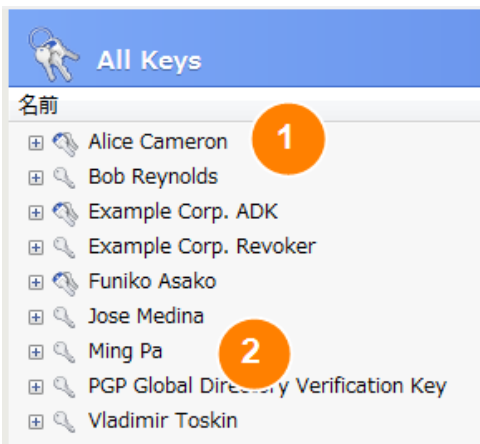 All Keys
名前
Alice Cameron
1
Bob Reynolds
Example Corp. ADK
Example Corp. Revoker
Funiko Asako
Jose Medina
Ming Pa
2
PGP Global Directory Verification Key
Vladimir Toskin